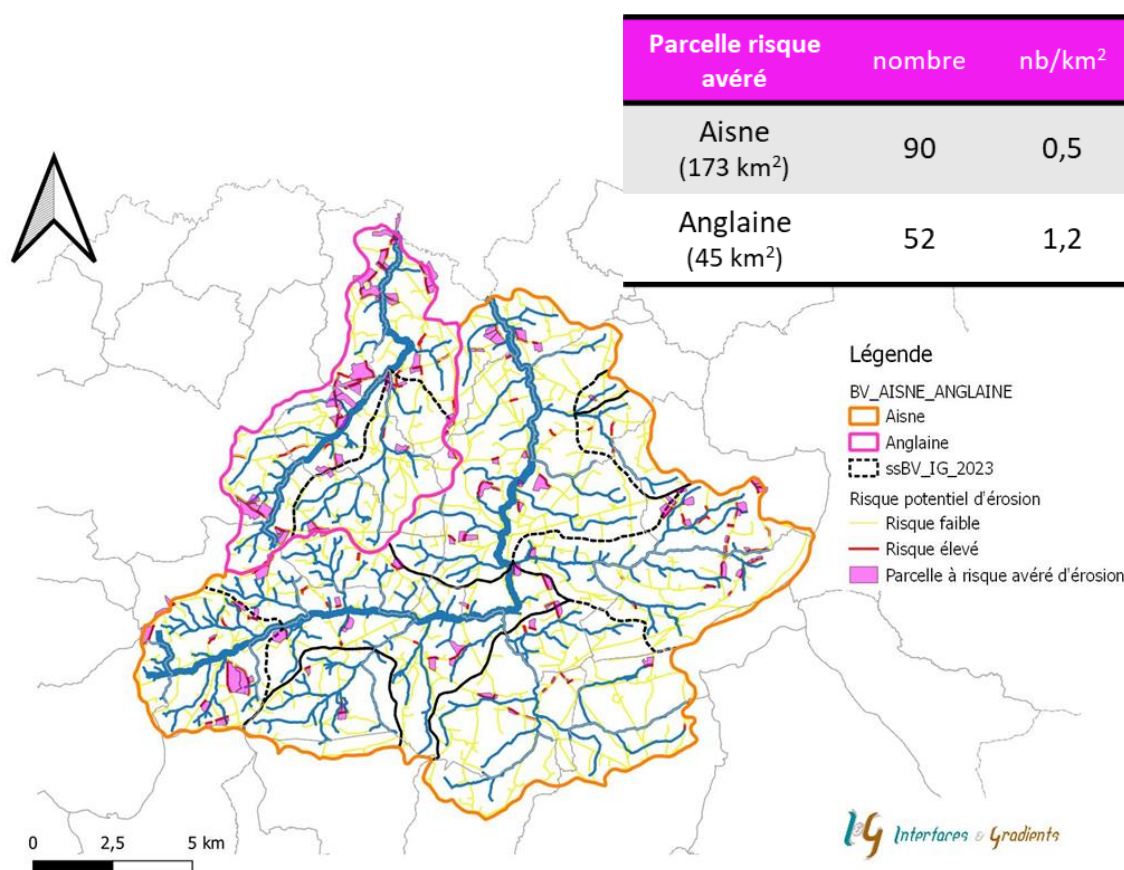 Parcelle risque avéré nombre nb/km²
Aisne (173 km²) 90 0,5
Anglaine (45 km²) 52 1,2
Légende
BV_AISNE_ANGLAINE
Aisne
Anglaine
ssBV_IG_2023
Risque potentiel d'érosion
Risque faible
Risque élevé
Parcelle à risque avéré d'érosion
0 2,5 5 km
I&G Interfaces & Gradients